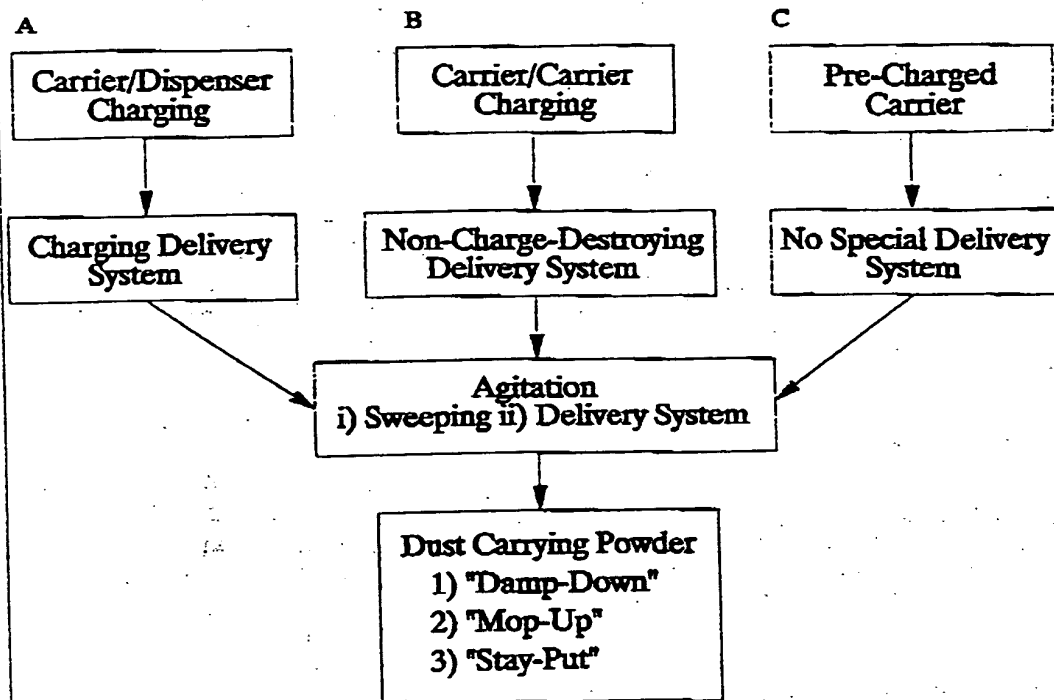 A
B
C
Carrier/Dispenser
Charging
Carrier/Carrier
Charging
Pre-Charged
Carrier
Charging Delivery
System
Non-Charge-Destroying
Delivery System
No Special Delivery
System
Agitation
i) Sweeping ii) Delivery System
Dust Carrying Powder
1) "Damp-Down"
2) "Mop-Up"
3) "Stay-Put"